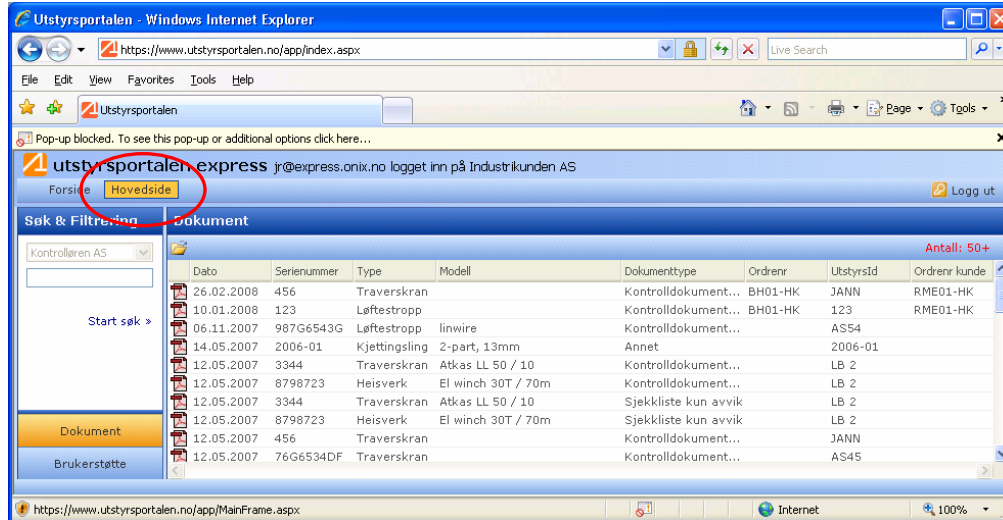 Utstyrsportalen - Windows Internet Explorer
https://www.utstyrsportalen.no/app/index.aspx
Live Search
File Edit View Favorites Tools Help
Utstyrsportalen
Page Tools
Pop-up blocked. To see this pop-up or additional options click here...
utstyrsportalen express jr@express.onix.no logget inn på Industrikunden AS
Forside Hovedside Logg ut
Søk & Filtrering Dokument
Kontrolløren AS
Antall: 50+
Dato Serienummer Type Modell Dokumenttype Ordrenr UtstyrsId Ordrenr kunde
26.02.2008 456 Traverskran Kontrolldokument... BH01-HK JANN RME01-HK
10.01.2008 123 Løftestropp Kontrolldokument... BH01-HK 123 RME01-HK
Start søk »
06.11.2007 987G6543G Løftestropp linwire Kontrolldokument... AS54
14.05.2007 2006-01 Kjettingsling 2-part, 13mm Annet 2006-01
12.05.2007 3344 Traverskran Atkas LL 50 / 10 Kontrolldokument... LB 2
12.05.2007 8798723 Heisverk El winch 30T / 70m Kontrolldokument... LB 2
12.05.2007 3344 Traverskran Atkas LL 50 / 10 Sjekkliste kun avvik LB 2
12.05.2007 8798723 Heisverk El winch 30T / 70m Sjekkliste kun avvik LB 2
12.05.2007 456 Traverskran Kontrolldokument... JANN
12.05.2007 76G6534DF Traverskran Kontrolldokument... AS45
Dokument
Brukerstøtte
https://www.utstyrsportalen.no/app/MainFrame.aspx Internet 100%